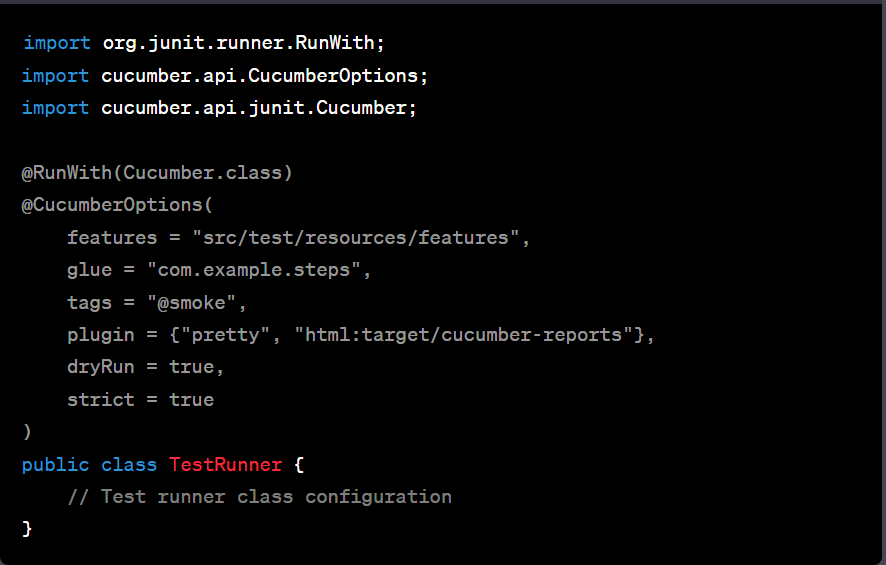 import org.junit.runner.RunWith;
import cucumber.api.CucumberOptions;
import cucumber.api.junit.Cucumber;
@RunWith(Cucumber.class)
@CucumberOptions(
    features = "src/test/resources/features",
    glue = "com.example.steps",
    tags = "@smoke",
    plugin = {"pretty", "html:target/cucumber-reports"},
    dryRun = true,
    strict = true
)
public class TestRunner {
    // Test runner class configuration
}